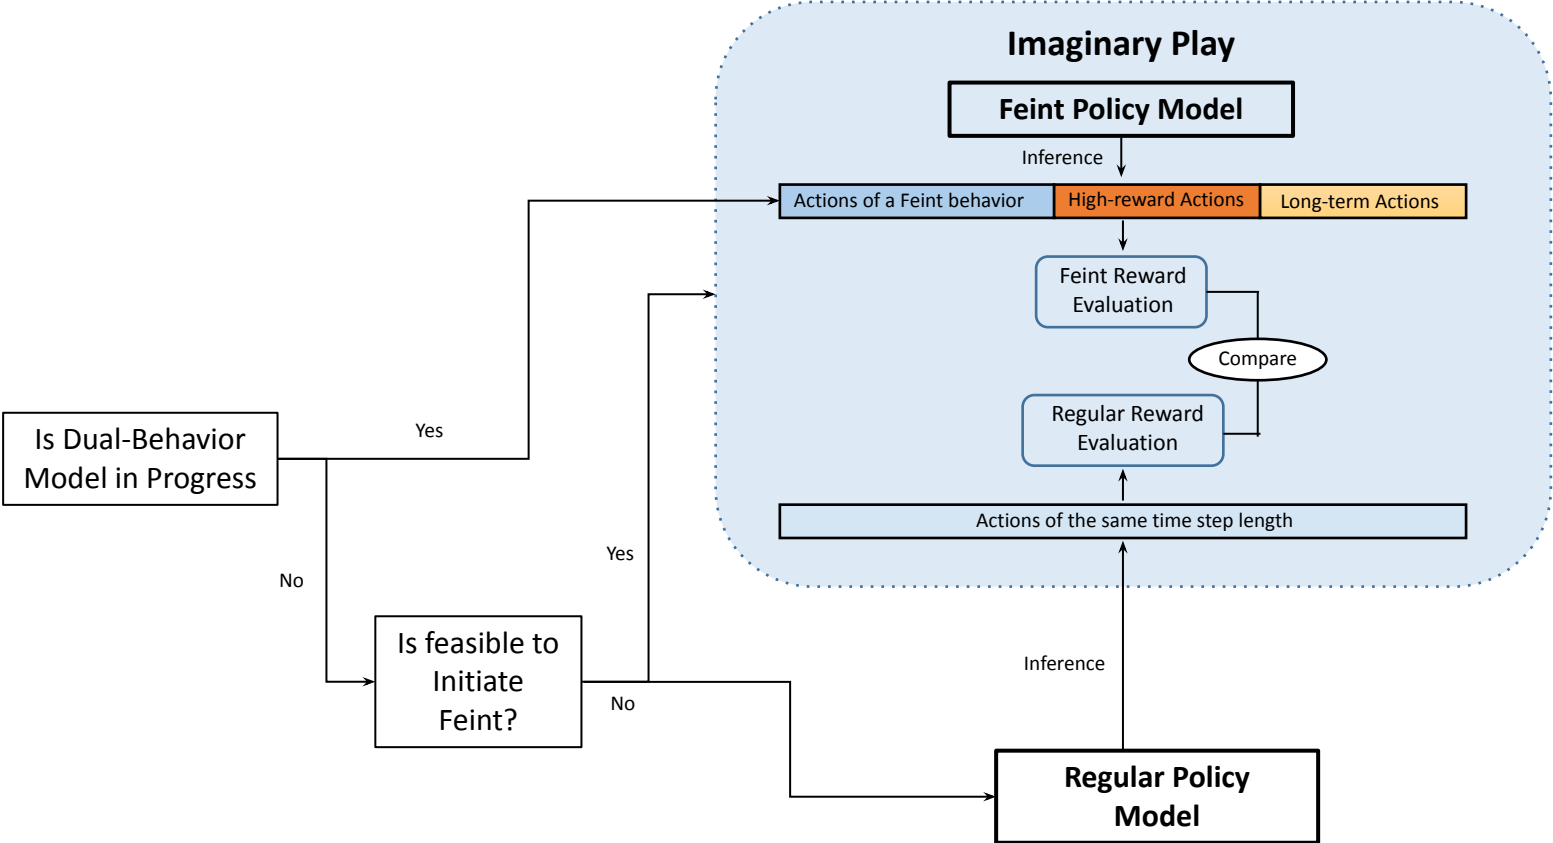 Imaginary Play
Feint Policy Model
Inference
Actions of a Feint behavior
High-reward Actions
Long-term Actions
Feint Reward
Evaluation
Compare
Regular Reward
Evaluation
Actions of the same time step length
Is Dual-Behavior
Model in Progress
Yes
No
Yes
Is feasible to
Initiate
Feint?
No
Inference
Regular Policy
Model